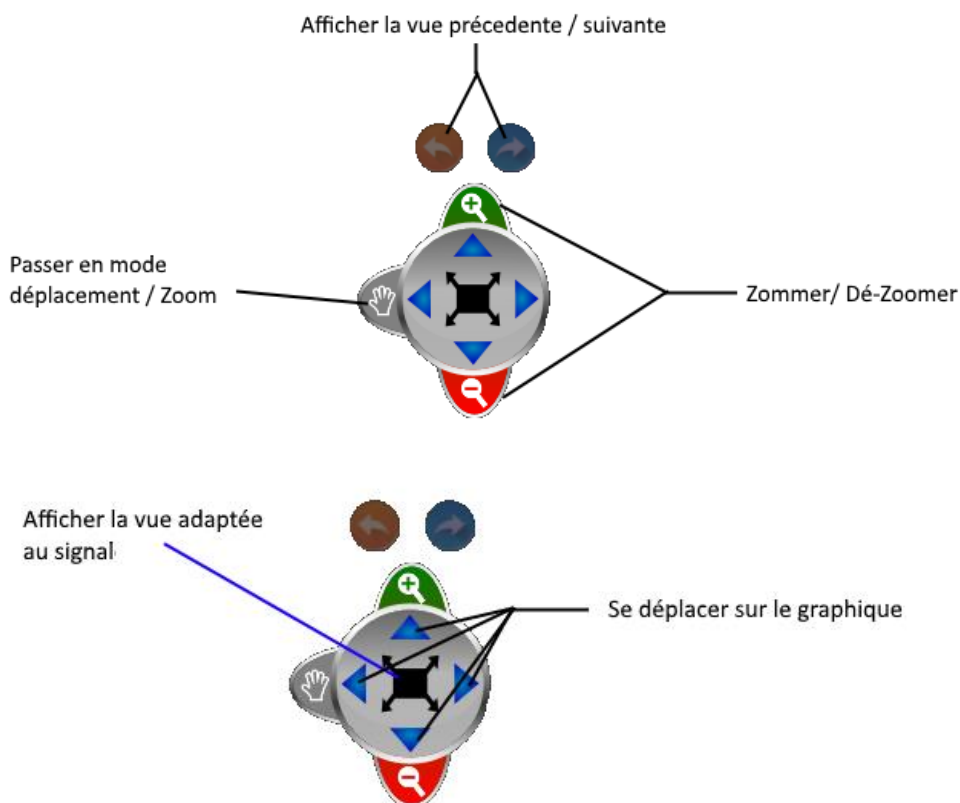 Afficher la vue précedente / suivante
Passer en mode
déplacement / Zoom
Zommer/ Dé-Zoomer
Afficher la vue adaptée
au signal
Se déplacer sur le graphique